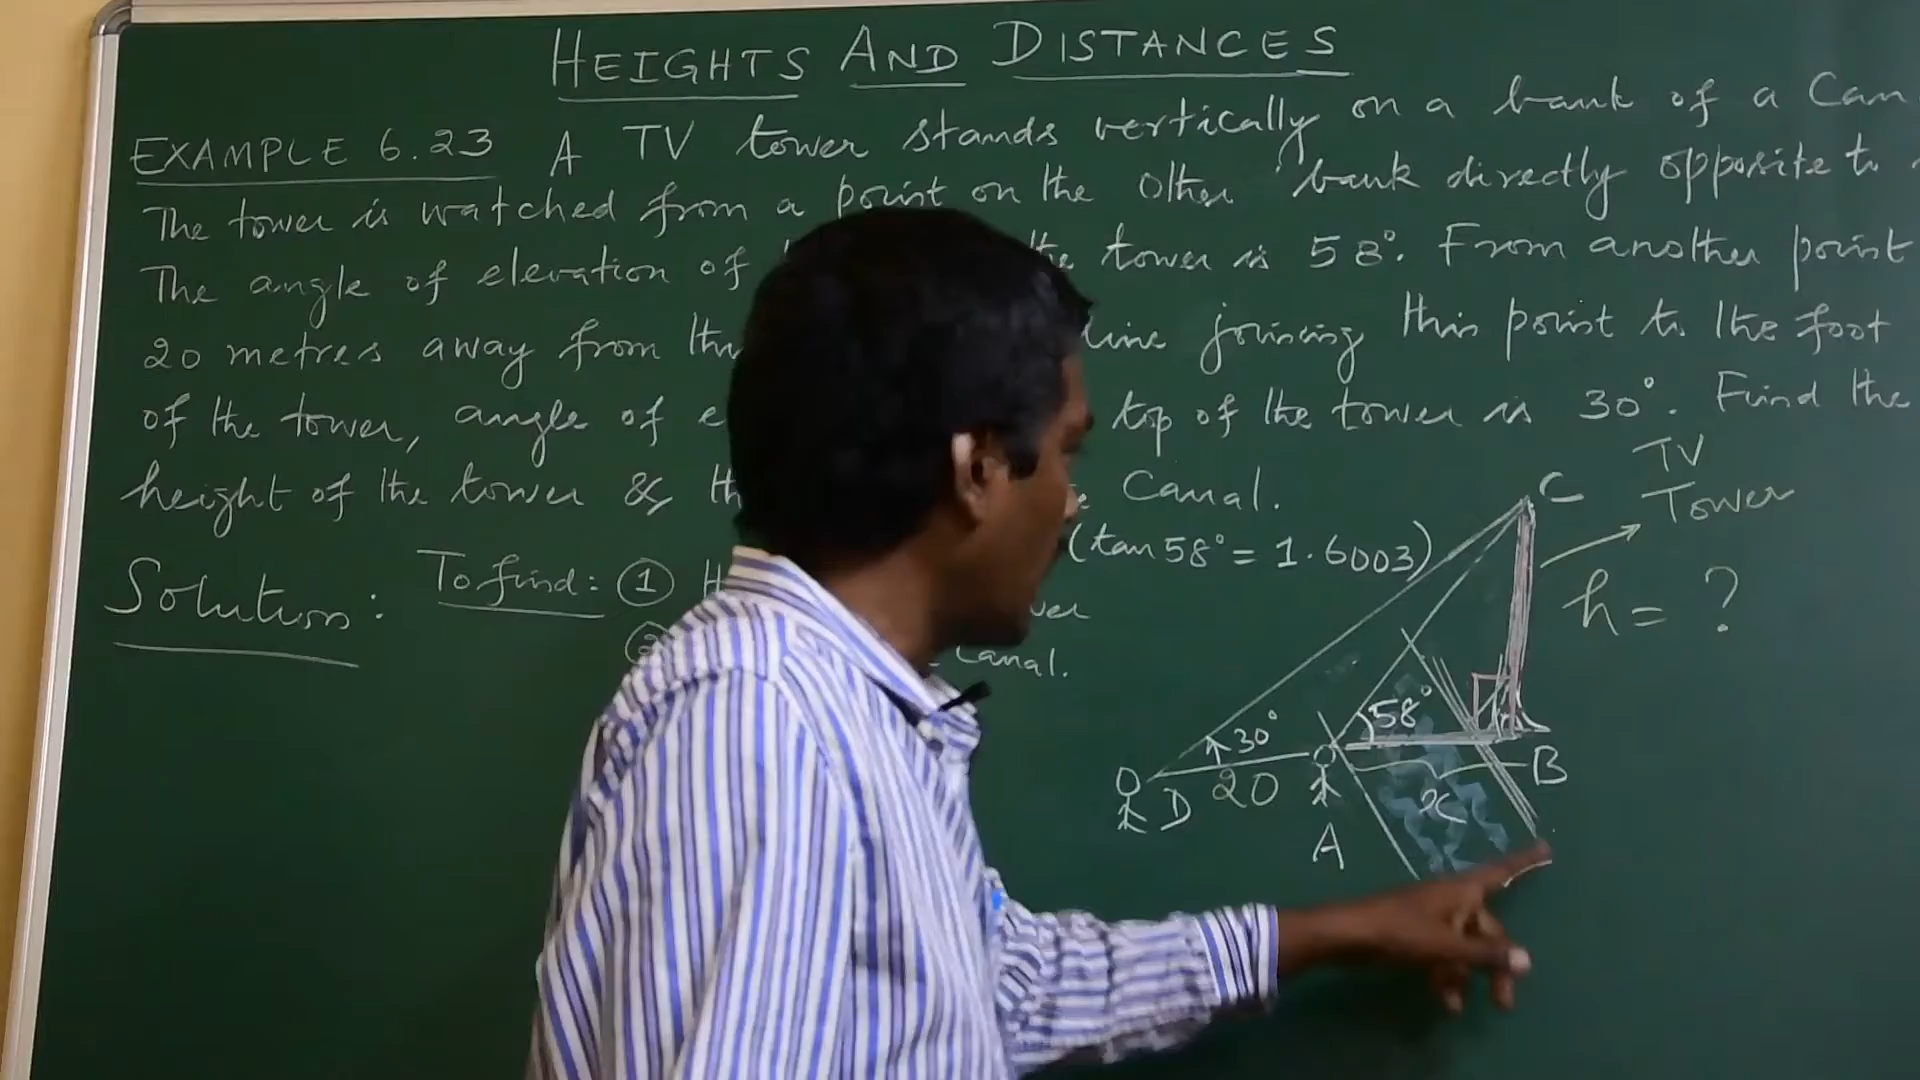 HEIGHTS AND DISTANCES
EXAMPLE 6.23 A TV tower stands vertically on a bank of a Can
The tower is watched from a point on the other bank directly opposite to
The angle of elevation of the tower is 58°. From another point
20 metres away from this line joining this point to the foot
of the tower, angle of top of the tower is 30°. Find the
height of the tower & Canal.
(tan 58° = 1.6003)
Solution: To find: ① H
② Canal.
C
TV
Tower
h = ?
30°
58°
D
20
A
x
B